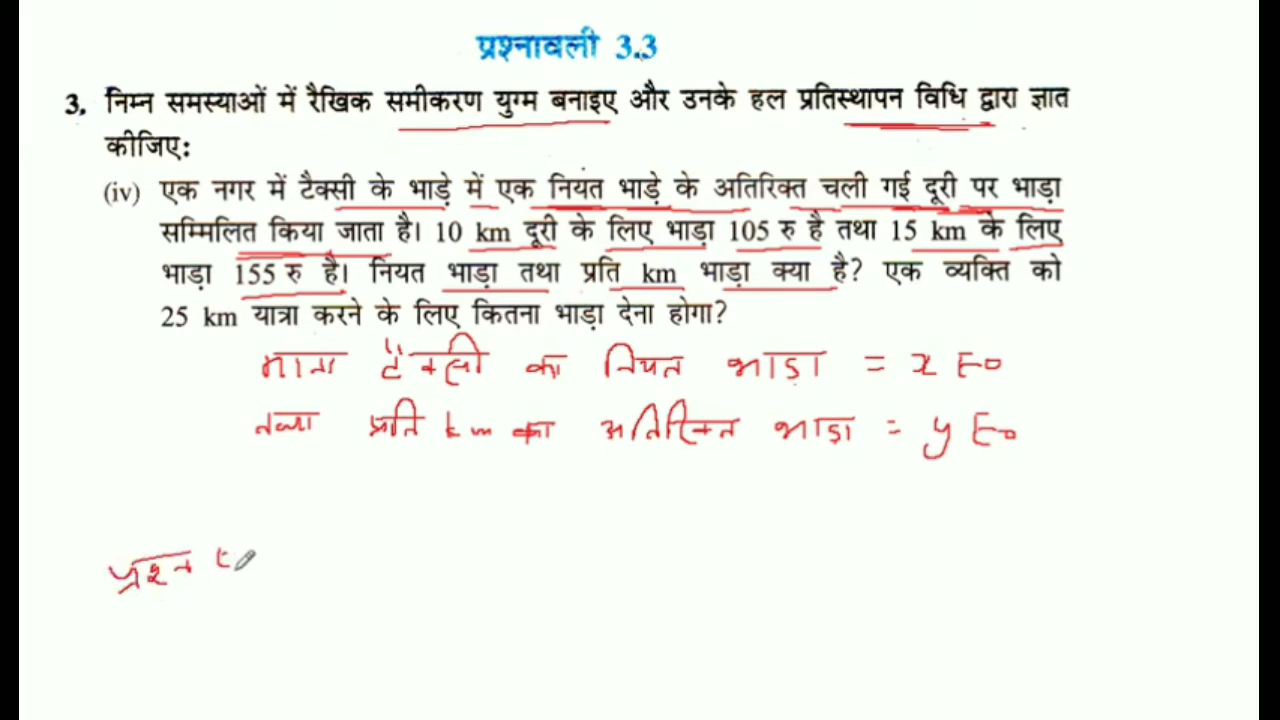 प्रश्नावली 3.3
3. निम्न समस्याओं में रैखिक समीकरण युग्म बनाइए और उनके हल प्रतिस्थापन विधि द्वारा ज्ञात
कीजिए:
(iv) एक नगर में टैक्सी के भाड़े में एक नियत भाड़े के अतिरिक्त चली गई दूरी पर भाड़ा
सम्मिलित किया जाता है। 10 km दूरी के लिए भाड़ा 105 रु है तथा 15 km के लिए
भाड़ा 155 रु है। नियत भाड़ा तथा प्रति km भाड़ा क्या है? एक व्यक्ति को
25 km यात्रा करने के लिए कितना भाड़ा देना होगा?
माना टैक्सी का नियत भाडा = x रू०
तथा प्रति km का अतिरिक्त भाडा = y रू०
प्रश्न